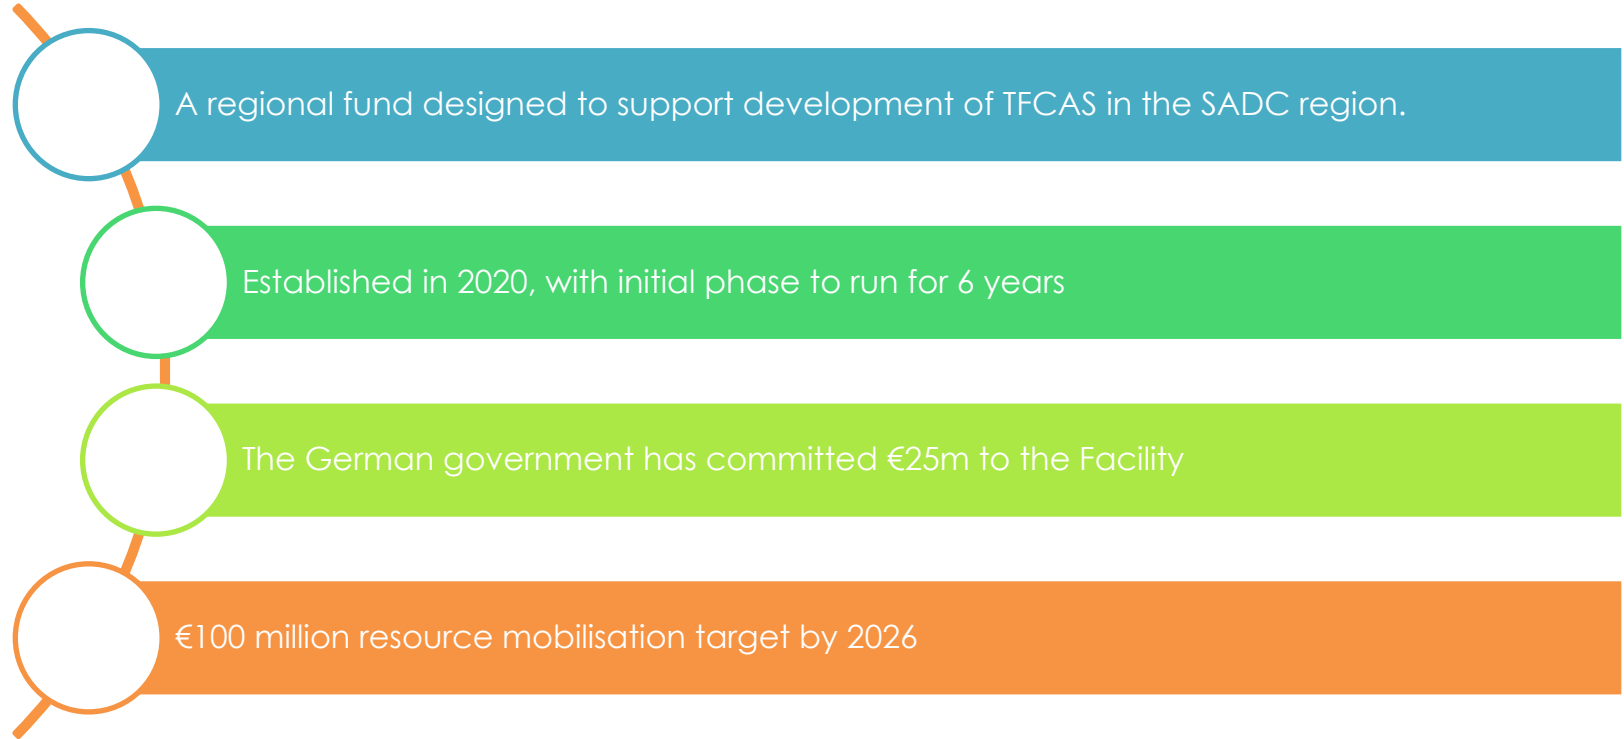 A regional fund designed to support development of TFCAS in the SADC region.
Established in 2020, with initial phase to run for 6 years
The German government has committed €25m to the Facility
€100 million resource mobilisation target by 2026